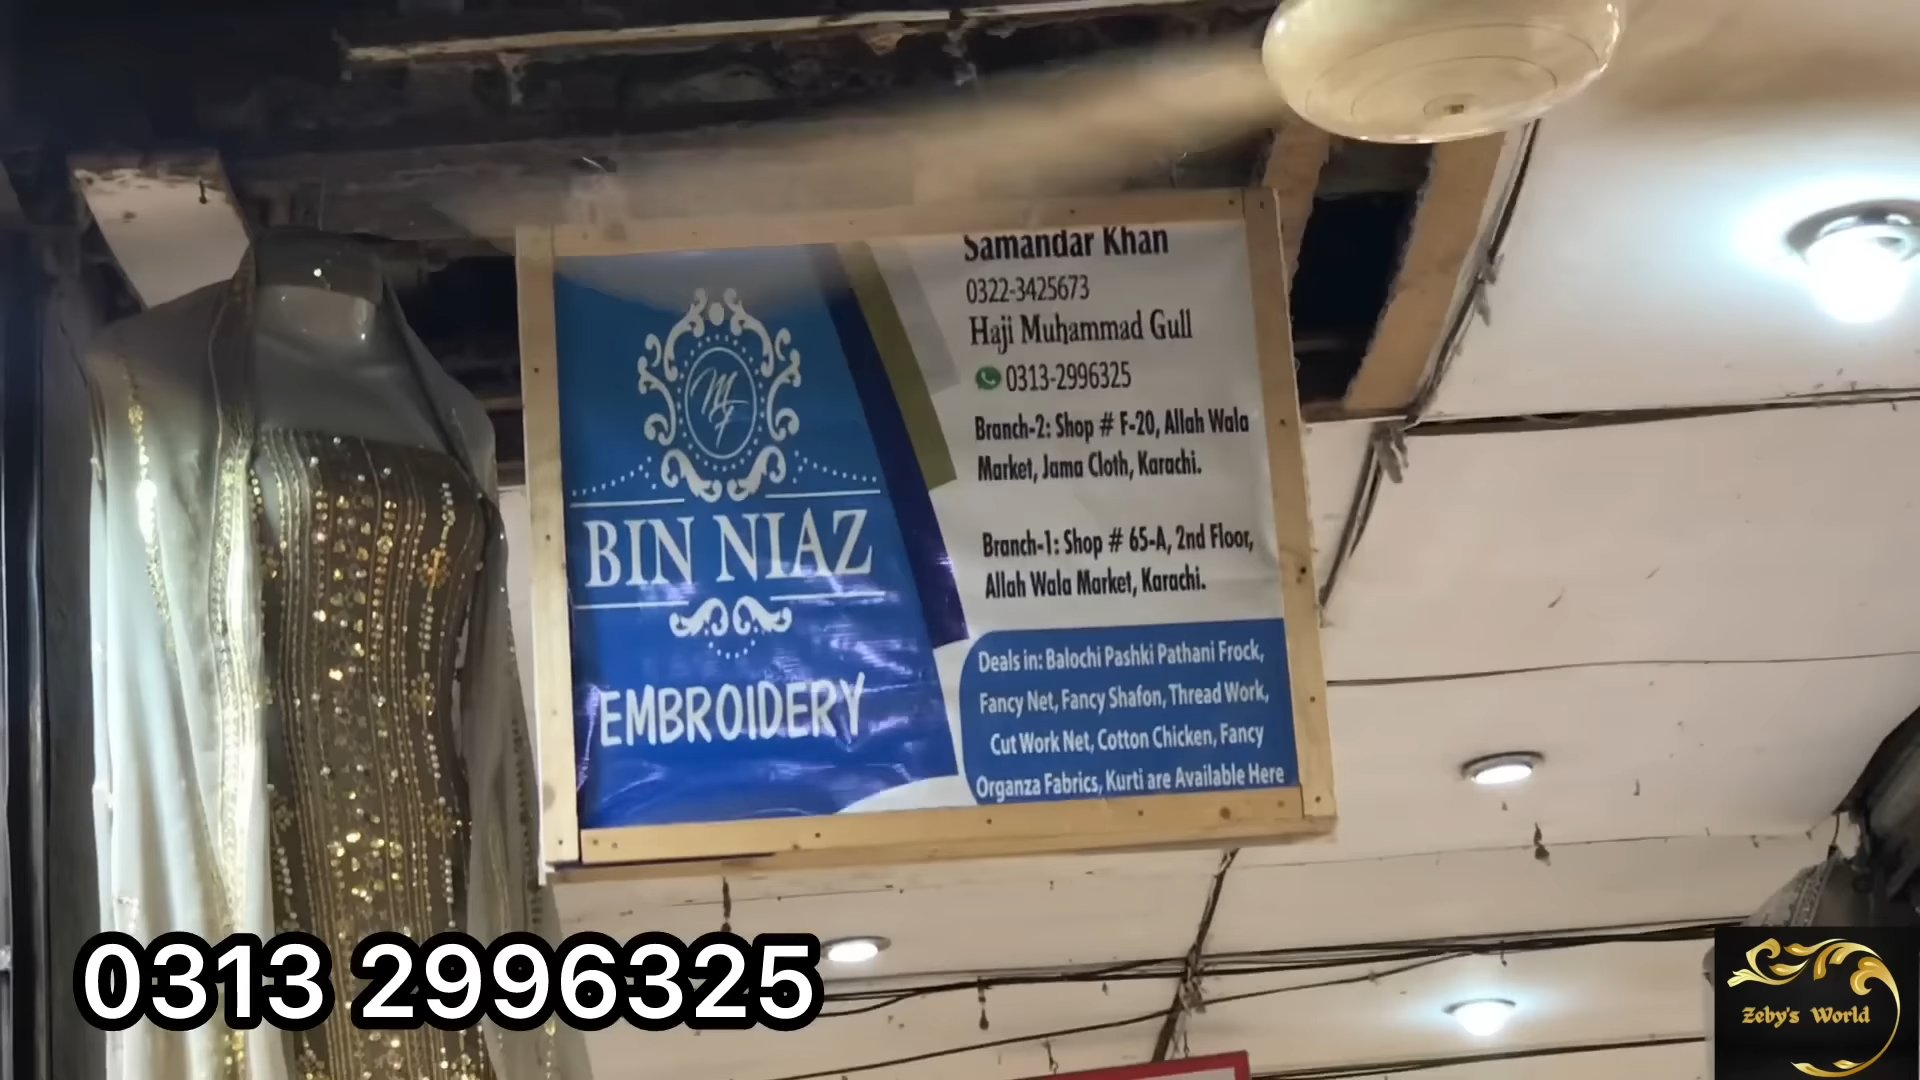 Samandar Khan
0322-3425673
Haji Muhammad Gull
0313-2996325
Branch-2: Shop # F-20, Allah Wala
Market, Jama Cloth, Karachi.
Branch-1: Shop # 65-A, 2nd Floor,
Allah Wala Market, Karachi.
Deals in: Balochi Pashki Pathani Frock,
Fancy Net, Fancy Shafon, Thread Work,
Cut Work Net, Cotton Chicken, Fancy
Organza Fabrics, Kurti are Available Here
MF
BIN NIAZ
EMBROIDERY
0313 2996325
Zeby's World